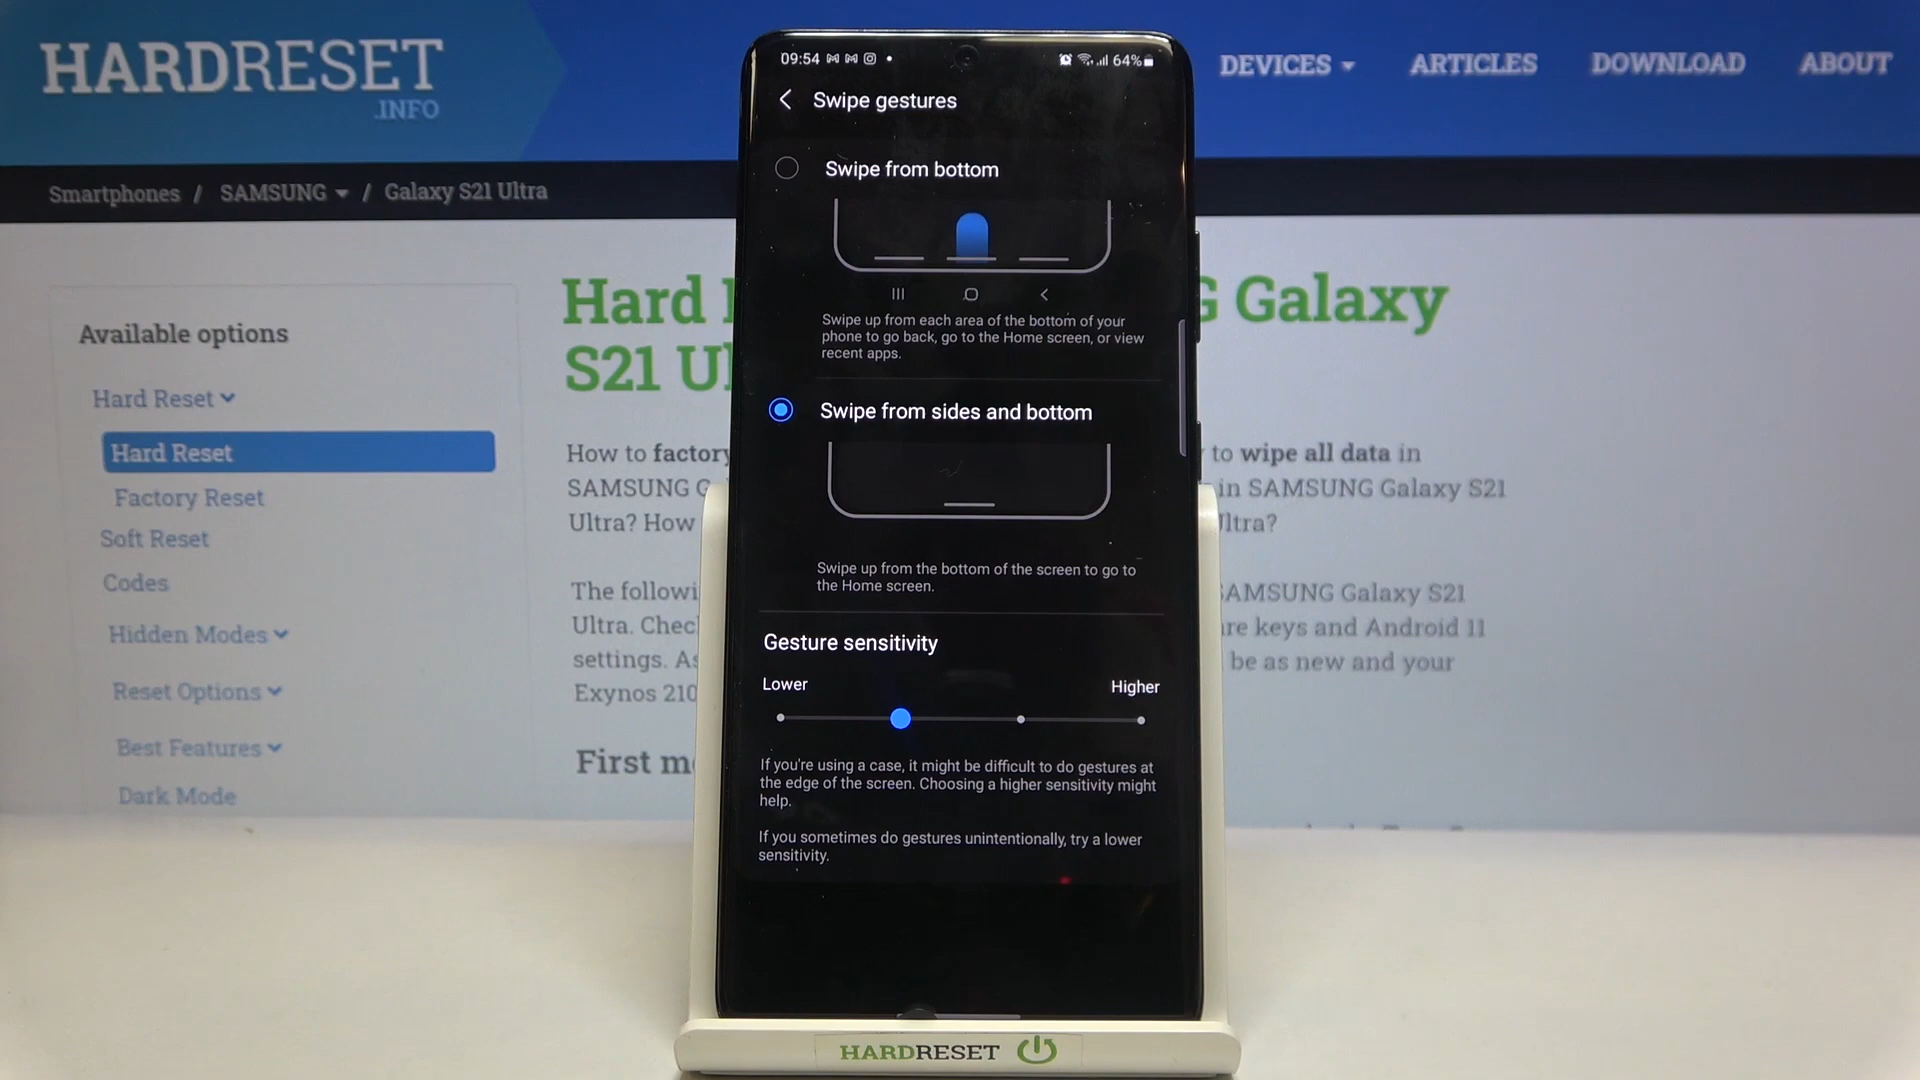 HARDRESET
.INFO
DEVICES ARTICLES DOWNLOAD ABOUT
Smartphones / SAMSUNG / Galaxy S21 Ultra
Available options
Hard Reset
Hard Reset
Factory Reset
Soft Reset
Codes
Hidden Modes
Reset Options
Best Features
Dark Mode
Hard G Galaxy
S21 Ul
How to factory to wipe all data in
SAMSUNG G in SAMSUNG Galaxy S21
Ultra? How Ultra?
The followi SAMSUNG Galaxy S21
Ultra. Chec re keys and Android 11
settings. As be as new and your
Exynos 210
First m
09:54 64%
Swipe gestures
Swipe from bottom
Swipe up from each area of the bottom of your
phone to go back, go to the Home screen, or view
recent apps.
Swipe from sides and bottom
Swipe up from the bottom of the screen to go to
the Home screen.
Gesture sensitivity
Lower Higher
If you're using a case, it might be difficult to do gestures at
the edge of the screen. Choosing a higher sensitivity might
help.
If you sometimes do gestures unintentionally, try a lower
sensitivity.
HARDRESET